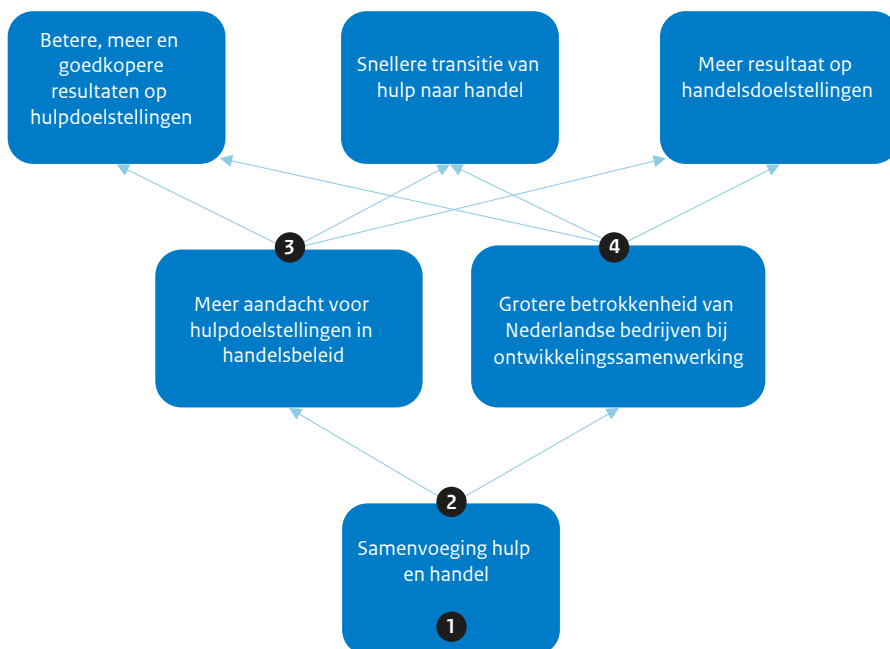 Betere, meer en
goedkopere
resultaten op
hulpdoelstellingen
Snellere transitie van
hulp naar handel
Meer resultaat op
handelsdoelstellingen
3
4
Meer aandacht voor
hulpdoelstellingen in
handelsbeleid
Grotere betrokkenheid van
Nederlandse bedrijven bij
ontwikkelingssamenwerking
2
Samenvoeging hulp
en handel
1